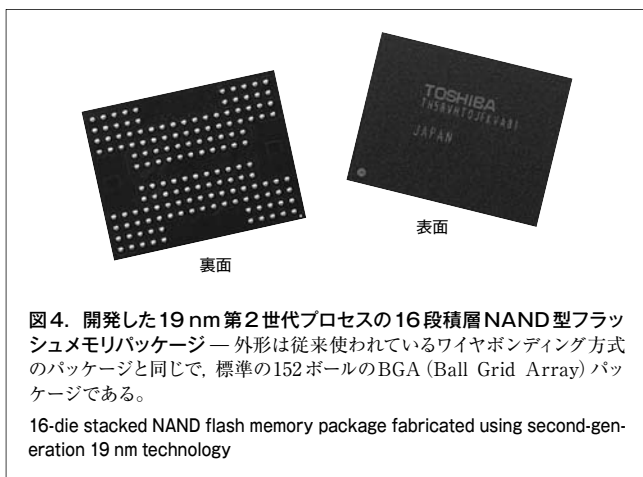 TOSHIBA
JAPAN
裏面
表面
図4. 開発した19 nm第2世代プロセスの16段積層NAND型フラッ
シュメモリパッケージ — 外形は従来使われているワイヤボンディング方式
のパッケージと同じで, 標準の152ボールのBGA（Ball Grid Array）パッ
ケージである。
16-die stacked NAND flash memory package fabricated using second-gen-
eration 19 nm technology